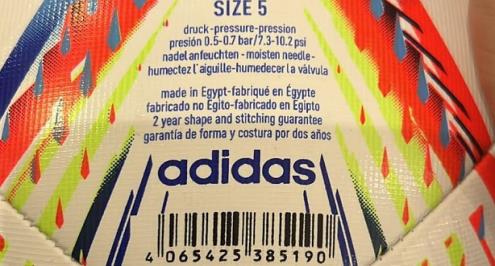 SIZE 5
druck-pressure-pression
presión 0.5-0.7 bar/7.3-10.2 psi
nadel anfeuchten - moisten needle-
humectez l'aiguille-humedecer la válvula
made in Egypt-fabriqué en Égypte
fabricado no Egito-fabricado en Egipto
2 year shape and stitching guarantee
garantía de forma y costura por dos años
adidas
4 065425 385190